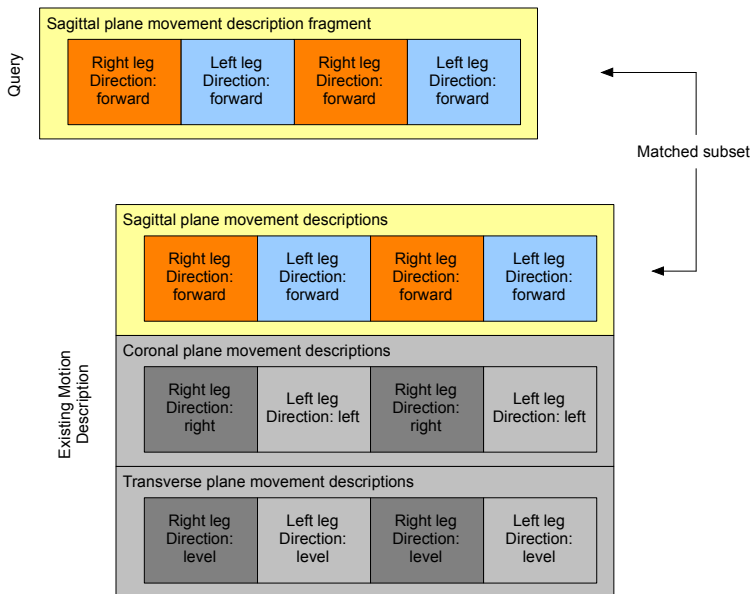 Sagittal plane movement description fragment
Query
Right leg
Direction:
forward
Left leg
Direction:
forward
Right leg
Direction:
forward
Left leg
Direction:
forward
Matched subset
Existing Motion
Description
Sagittal plane movement descriptions
Right leg
Direction:
forward
Left leg
Direction:
forward
Right leg
Direction:
forward
Left leg
Direction:
forward
Coronal plane movement descriptions
Right leg
Direction:
right
Left leg
Direction: left
Right leg
Direction:
right
Left leg
Direction: left
Transverse plane movement descriptions
Right leg
Direction:
level
Left leg
Direction:
level
Right leg
Direction:
level
Left leg
Direction:
level